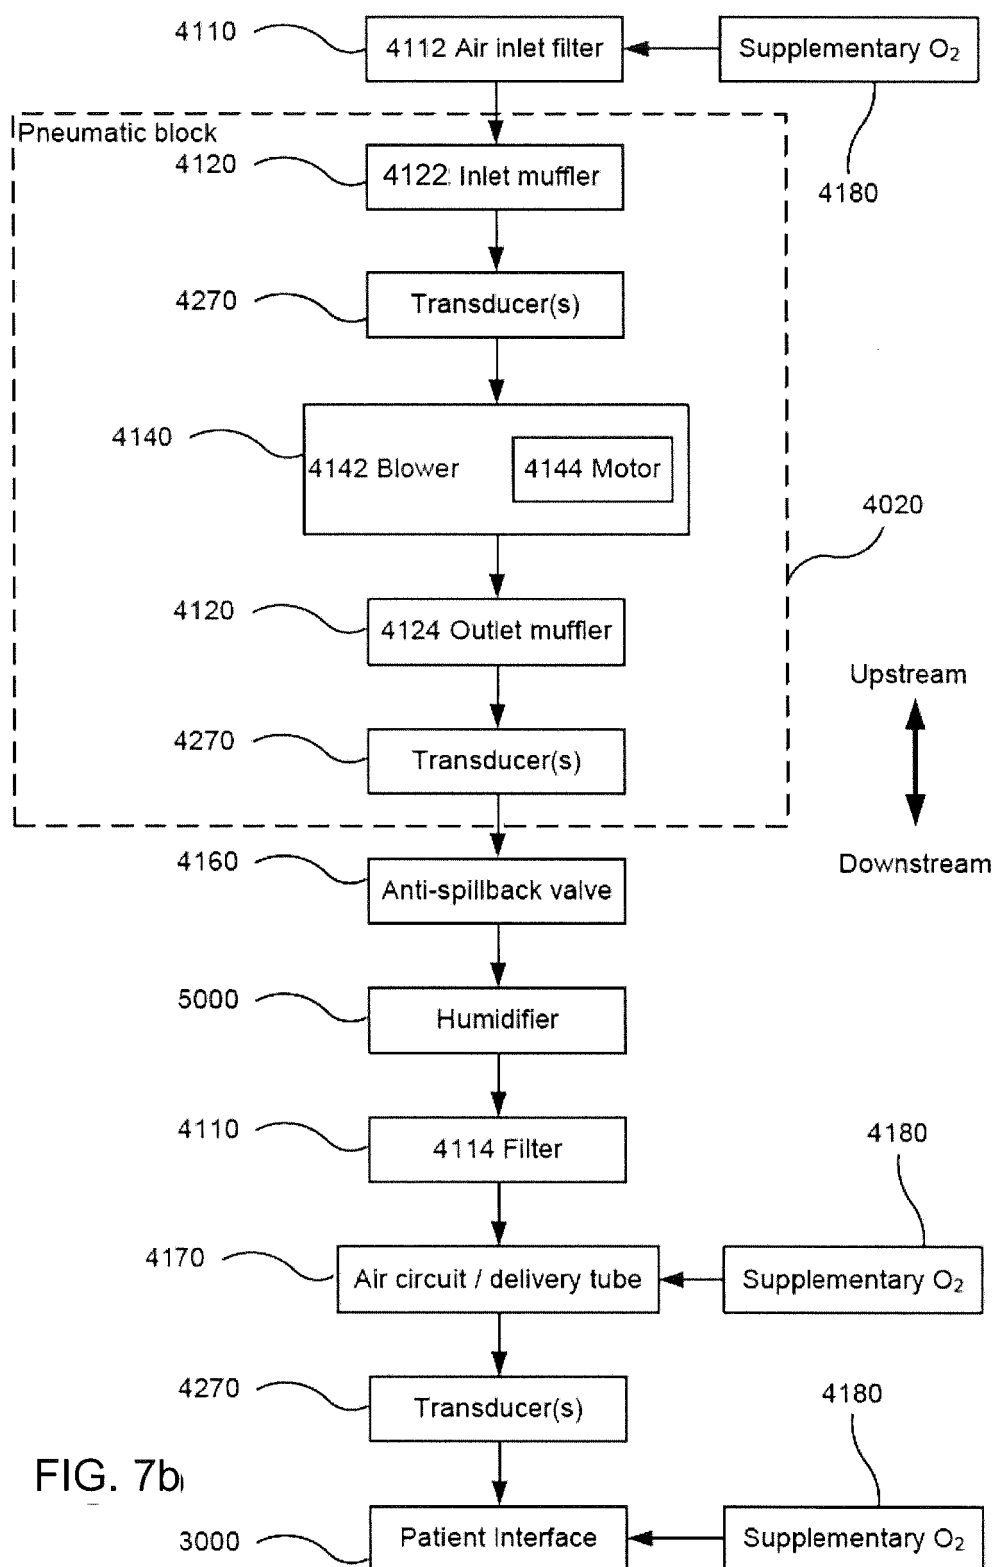 4110
4112 Air inlet filter
Supplementary O₂
Pneumatic block
4120
4122 Inlet muffler
4180
4270
Transducer(s)
4140
4142 Blower
4144 Motor
4020
4120
4124 Outlet muffler
Upstream
4270
Transducer(s)
4160
Anti-spillback valve
Downstream
5000
Humidifier
4110
4114 Filter
4180
4170
Air circuit / delivery tube
Supplementary O₂
4270
Transducer(s)
4180
FIG. 7b
3000
Patient Interface
Supplementary O₂